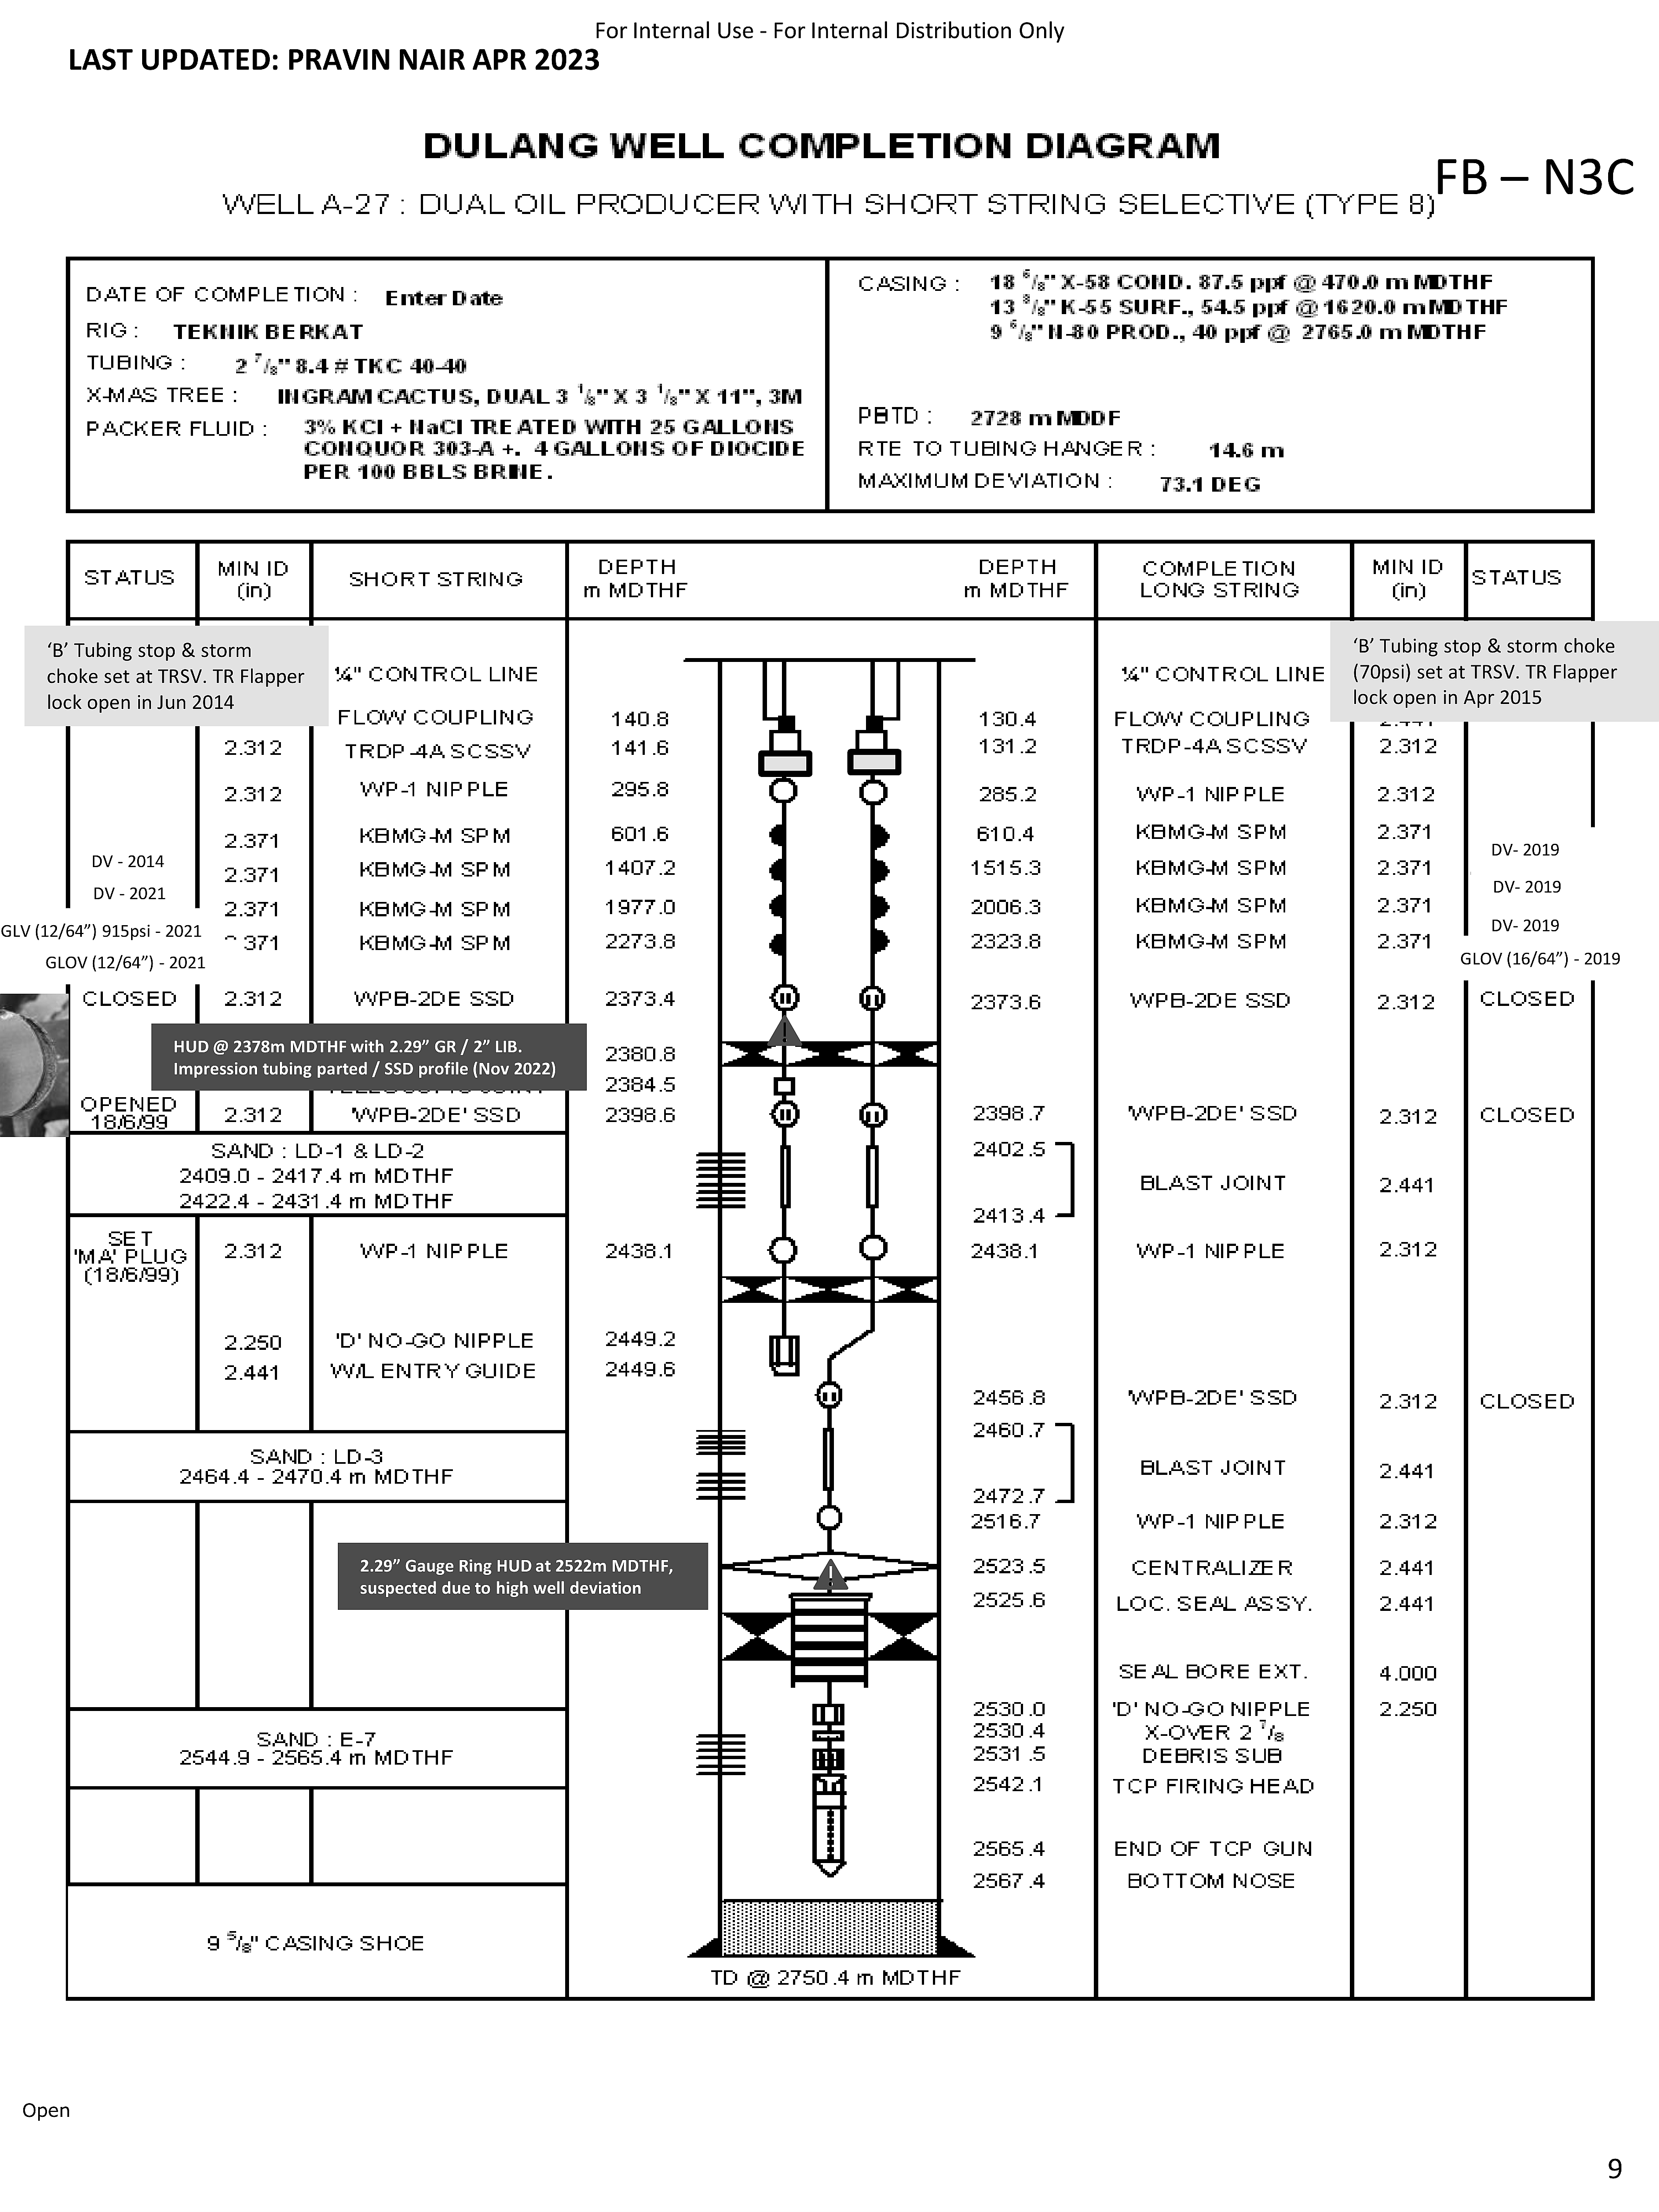 For Internal Use - For Internal Distribution Only
LAST UPDATED: PRAVIN NAIR APR 2023
DULANG WELL COMPLETION DIAGRAM
FB – N3C
WELL A-27 : DUAL OIL PRODUCER WITH SHORT STRING SELECTIVE (TYPE 8)
DATE OF COMPLETION : Enter Date
RIG : TEKNIK BERKAT
TUBING : 2 7/8" 8.4 # TKC 40-40
X-MAS TREE : INGRAM CACTUS, DUAL 3 1/8" X 3 1/8" X 11", 3M
PACKER FLUID : 3% KCl + NaCl TREATED WITH 25 GALLONS
CONQUOR 303-A +. 4 GALLONS OF DIOCIDE
PER 100 BBLS BRINE.
CASING : 18 5/8" X-58 COND. 87.5 ppf @ 470.0 m MDTHF
13 3/8" K-55 SURF., 54.5 ppf @ 1620.0 m MDTHF
9 5/8" N-80 PROD., 40 ppf @ 2765.0 m MDTHF
PBTD : 2728 m MDDF
RTE TO TUBING HANGER : 14.6 m
MAXIMUM DEVIATION : 73.1 DEG
STATUS MIN ID (in) SHORT STRING DEPTH m MDTHF DEPTH m MDTHF COMPLETION LONG STRING MIN ID (in) STATUS
‘B’ Tubing stop & storm
choke set at TRSV. TR Flapper
lock open in Jun 2014
‘B’ Tubing stop & storm choke
(70psi) set at TRSV. TR Flapper
lock open in Apr 2015
¼" CONTROL LINE ¼" CONTROL LINE
FLOW COUPLING 140.8 130.4 FLOW COUPLING
2.312 TRDP-4A SCSSV 141.6 131.2 TRDP-4A SCSSV 2.312
2.312 WP-1 NIPPLE 295.8 285.2 WP-1 NIPPLE 2.312
2.371 KBMG-M SPM 601.6 610.4 KBMG-M SPM 2.371 DV- 2019
DV - 2014 2.371 KBMG-M SPM 1407.2 1515.3 KBMG-M SPM 2.371 DV- 2019
DV - 2021 2.371 KBMG-M SPM 1977.0 2006.3 KBMG-M SPM 2.371 DV- 2019
GLV (12/64”) 915psi - 2021 371 KBMG-M SPM 2273.8 2323.8 KBMG-M SPM 2.371 GLOV (16/64”) - 2019
GLOV (12/64”) - 2021
CLOSED 2.312 WPB-2DE SSD 2373.4 2373.6 WPB-2DE SSD 2.312 CLOSED
HUD @ 2378m MDTHF with 2.29” GR / 2” LIB.
Impression tubing parted / SSD profile (Nov 2022)
2380.8
2384.5
OPENED
18/6/99
2.312 'WPB-2DE' SSD 2398.6 2398.7 'WPB-2DE' SSD 2.312 CLOSED
SAND : LD-1 & LD-2
2409.0 - 2417.4 m MDTHF
2422.4 - 2431.4 m MDTHF
2402.5
BLAST JOINT 2.441
2413.4
SET
'MA' PLUG
(18/6/99)
2.312 WP-1 NIPPLE 2438.1 2438.1 WP-1 NIPPLE 2.312
2.250 'D' NO-GO NIPPLE 2449.2
2.441 W/L ENTRY GUIDE 2449.6
2456.8 'WPB-2DE' SSD 2.312 CLOSED
SAND : LD-3
2464.4 - 2470.4 m MDTHF
2460.7
BLAST JOINT 2.441
2472.7
2516.7 WP-1 NIPPLE 2.312
2.29” Gauge Ring HUD at 2522m MDTHF,
suspected due to high well deviation
2523.5 CENTRALIZER 2.441
2525.6 LOC. SEAL ASSY. 2.441
SEAL BORE EXT. 4.000
2530.0 'D' NO-GO NIPPLE 2.250
2530.4 X-OVER 2 7/8
2531.5 DEBRIS SUB
SAND : E-7
2544.9 - 2565.4 m MDTHF
2542.1 TCP FIRING HEAD
2565.4 END OF TCP GUN
2567.4 BOTTOM NOSE
9 5/8" CASING SHOE
TD @ 2750.4 m MDTHF
Open
9